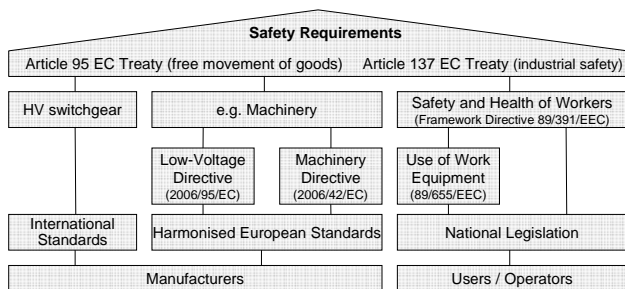 Safety Requirements
Article 95 EC Treaty (free movement of goods) Article 137 EC Treaty (industrial safety)
HV switchgear
e.g. Machinery
Safety and Health of Workers
(Framework Directive 89/391/EEC)
Low-Voltage
Directive
(2006/95/EC)
Machinery
Directive
(2006/42/EC)
Use of Work
Equipment
(89/655/EEC)
International
Standards
Harmonised European Standards
National Legislation
Manufacturers
Users / Operators